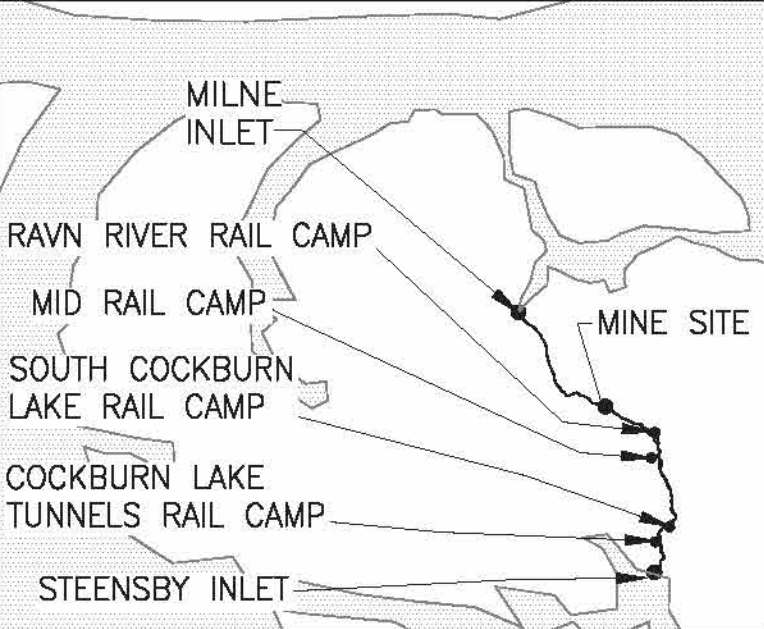 MILNE
INLET
RAVN RIVER RAIL CAMP
MID RAIL CAMP
MINE SITE
SOUTH COCKBURN
LAKE RAIL CAMP
COCKBURN LAKE
TUNNELS RAIL CAMP
STEENSBY INLET